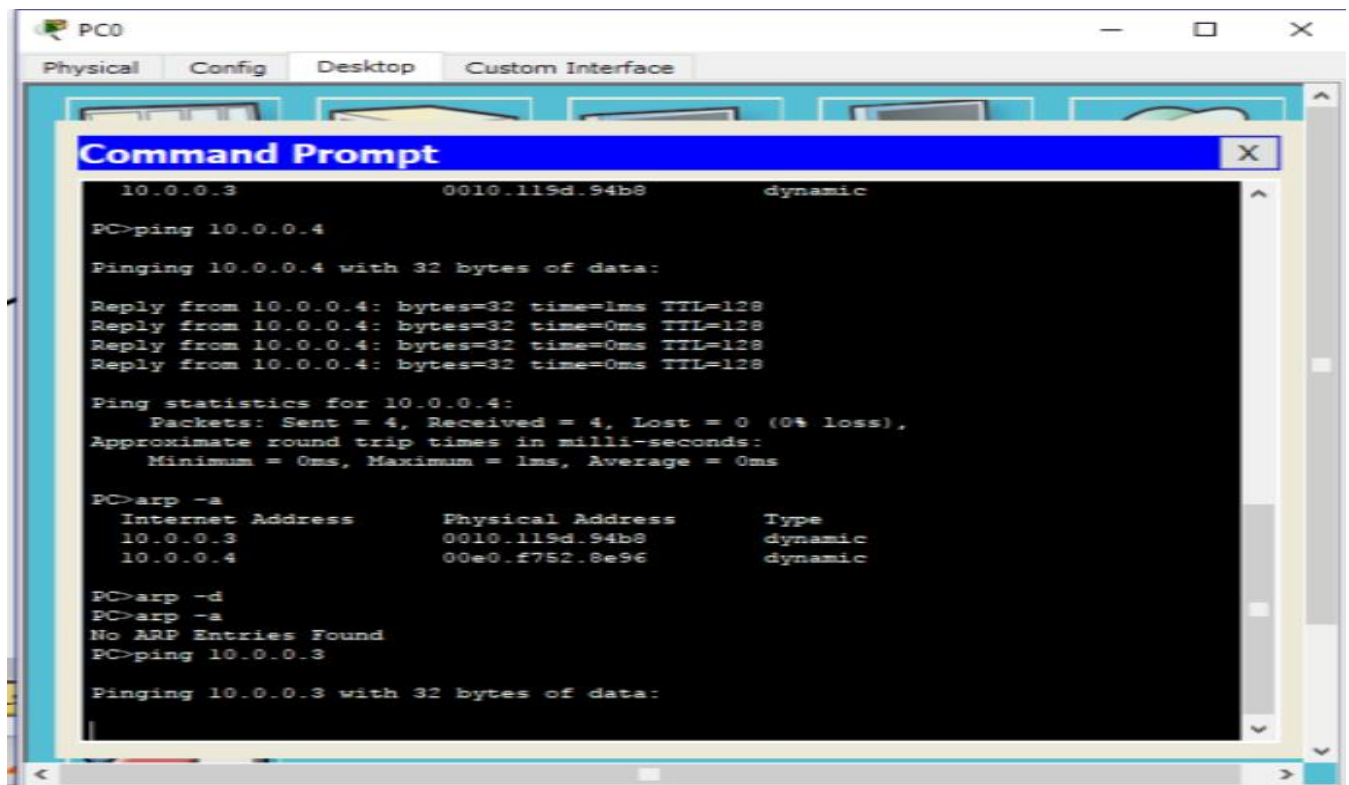 PC0
Physical Config Desktop Custom Interface
Command Prompt
X
10.0.0.3 0010.119d.94b8 dynamic
PC>ping 10.0.0.4
Pinging 10.0.0.4 with 32 bytes of data:
Reply from 10.0.0.4: bytes=32 time=1ms TTL=128
Reply from 10.0.0.4: bytes=32 time=0ms TTL=128
Reply from 10.0.0.4: bytes=32 time=0ms TTL=128
Reply from 10.0.0.4: bytes=32 time=0ms TTL=128
Ping statistics for 10.0.0.4:
Packets: Sent = 4, Received = 4, Lost = 0 (0% loss),
Approximate round trip times in milli-seconds:
Minimum = 0ms, Maximum = 1ms, Average = 0ms
PC>arp -a
Internet Address Physical Address Type
10.0.0.3 0010.119d.94b8 dynamic
10.0.0.4 00e0.f752.8e96 dynamic
PC>arp -d
PC>arp -a
No ARP Entries Found
PC>ping 10.0.0.3
Pinging 10.0.0.3 with 32 bytes of data: